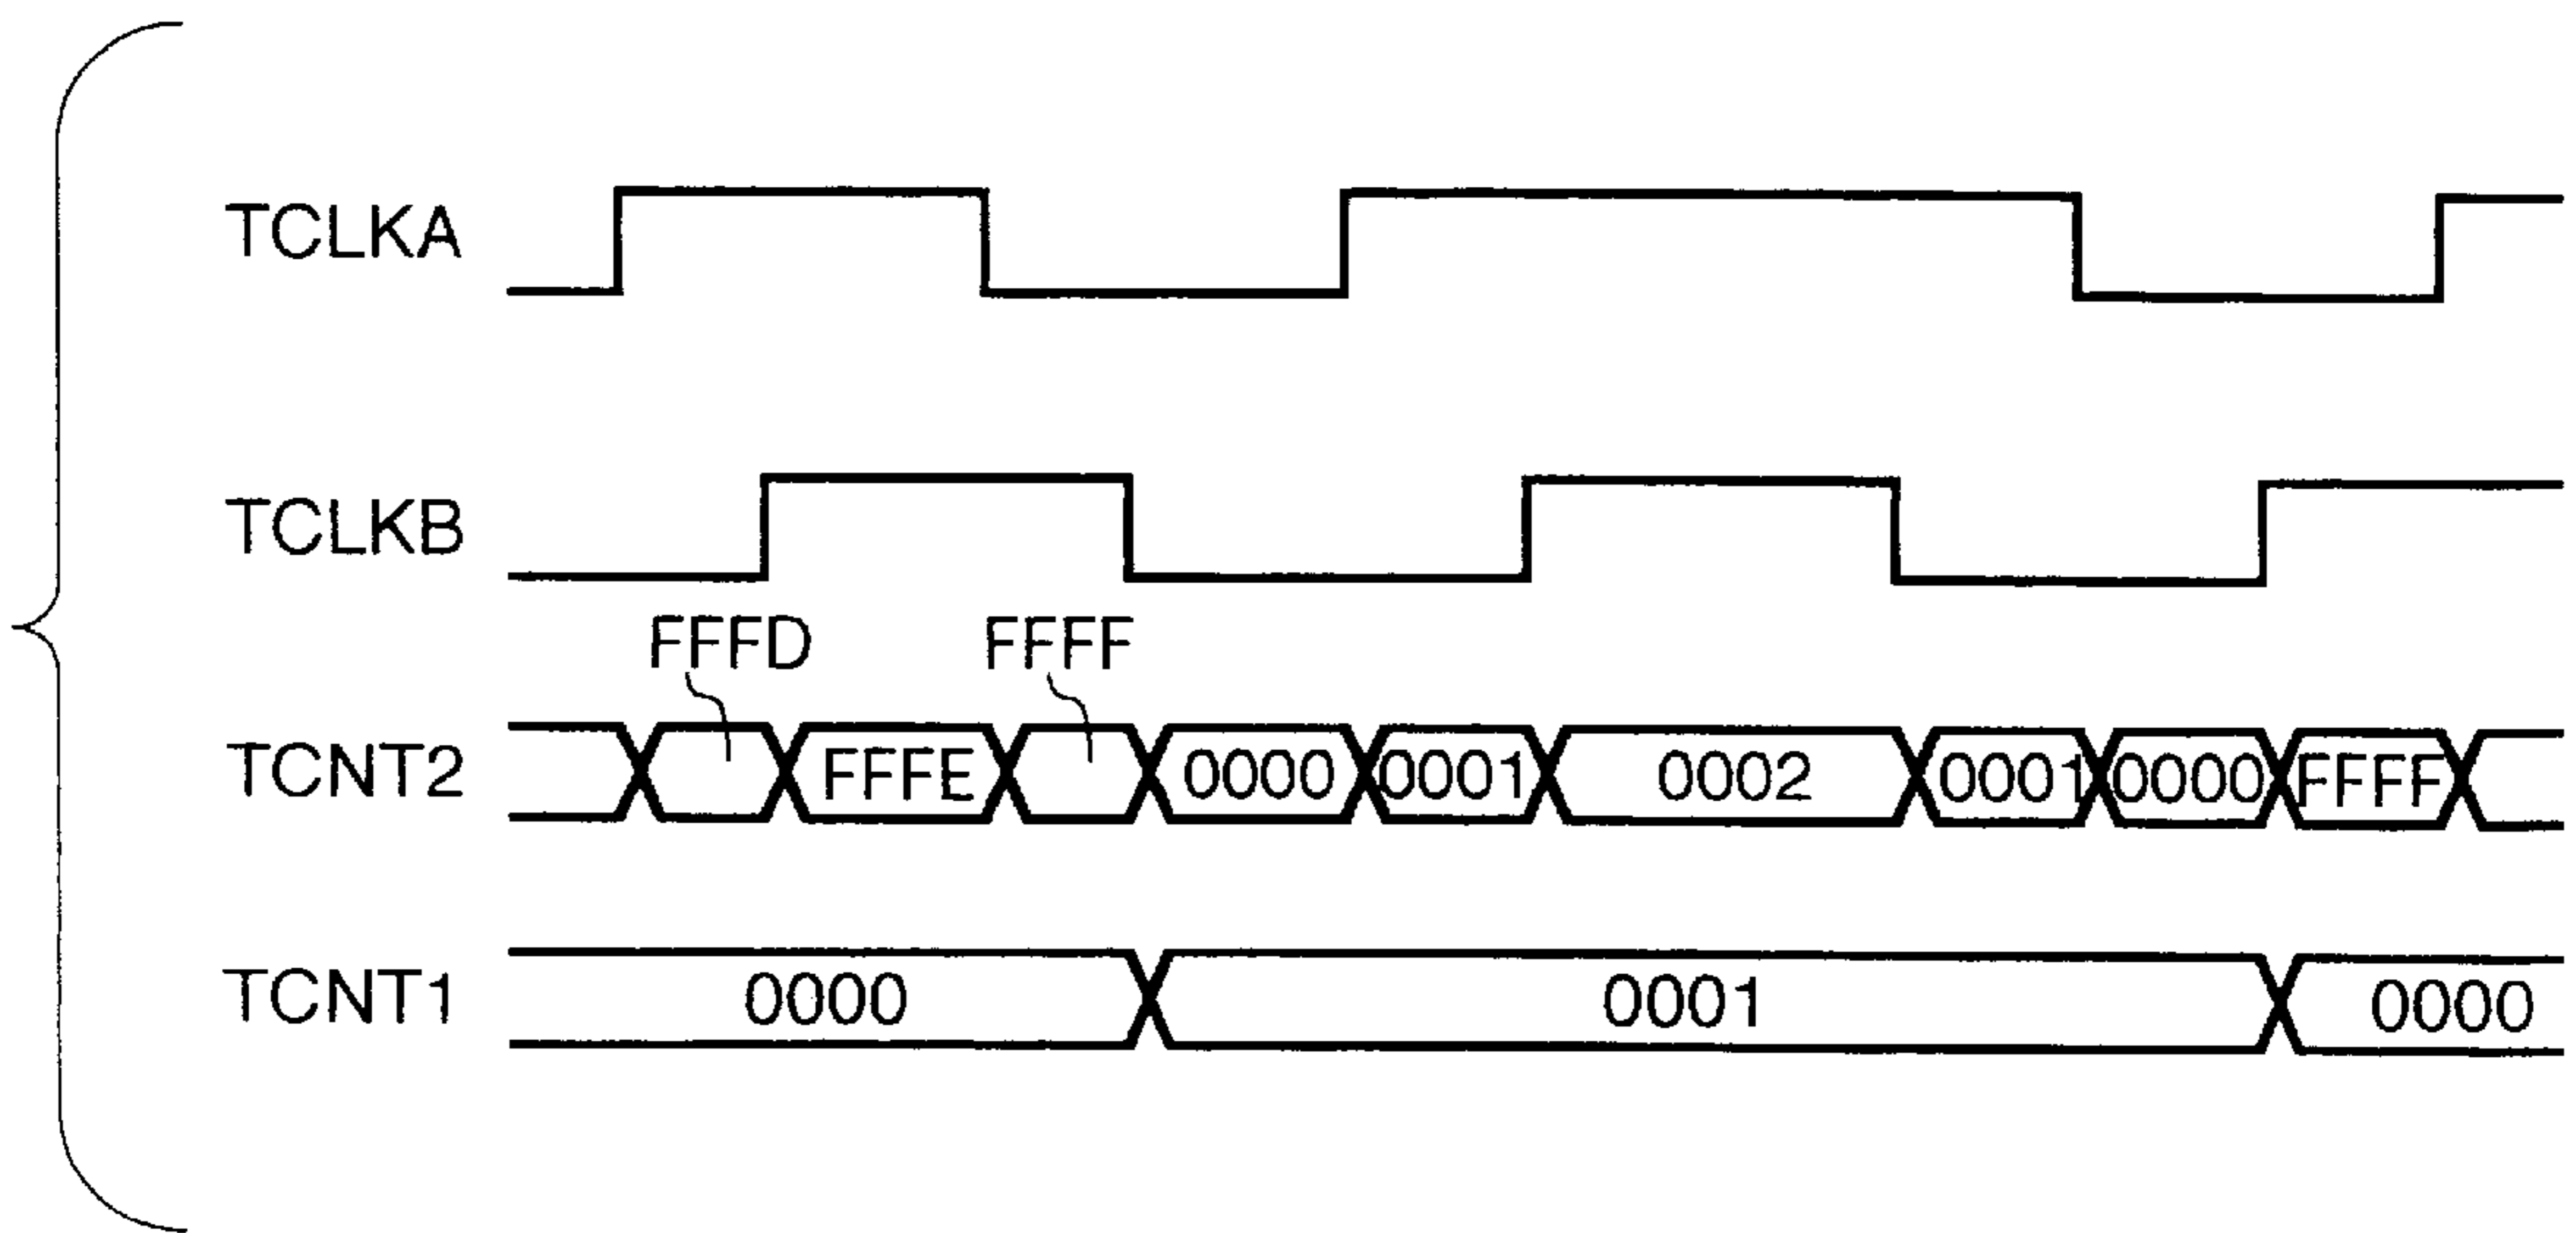 TCLKA
TCLKB
FFFD FFFF
TCNT2 FFFE 0000 0001 0002 0001 0000 FFFF
TCNT1 0000 0001 0000